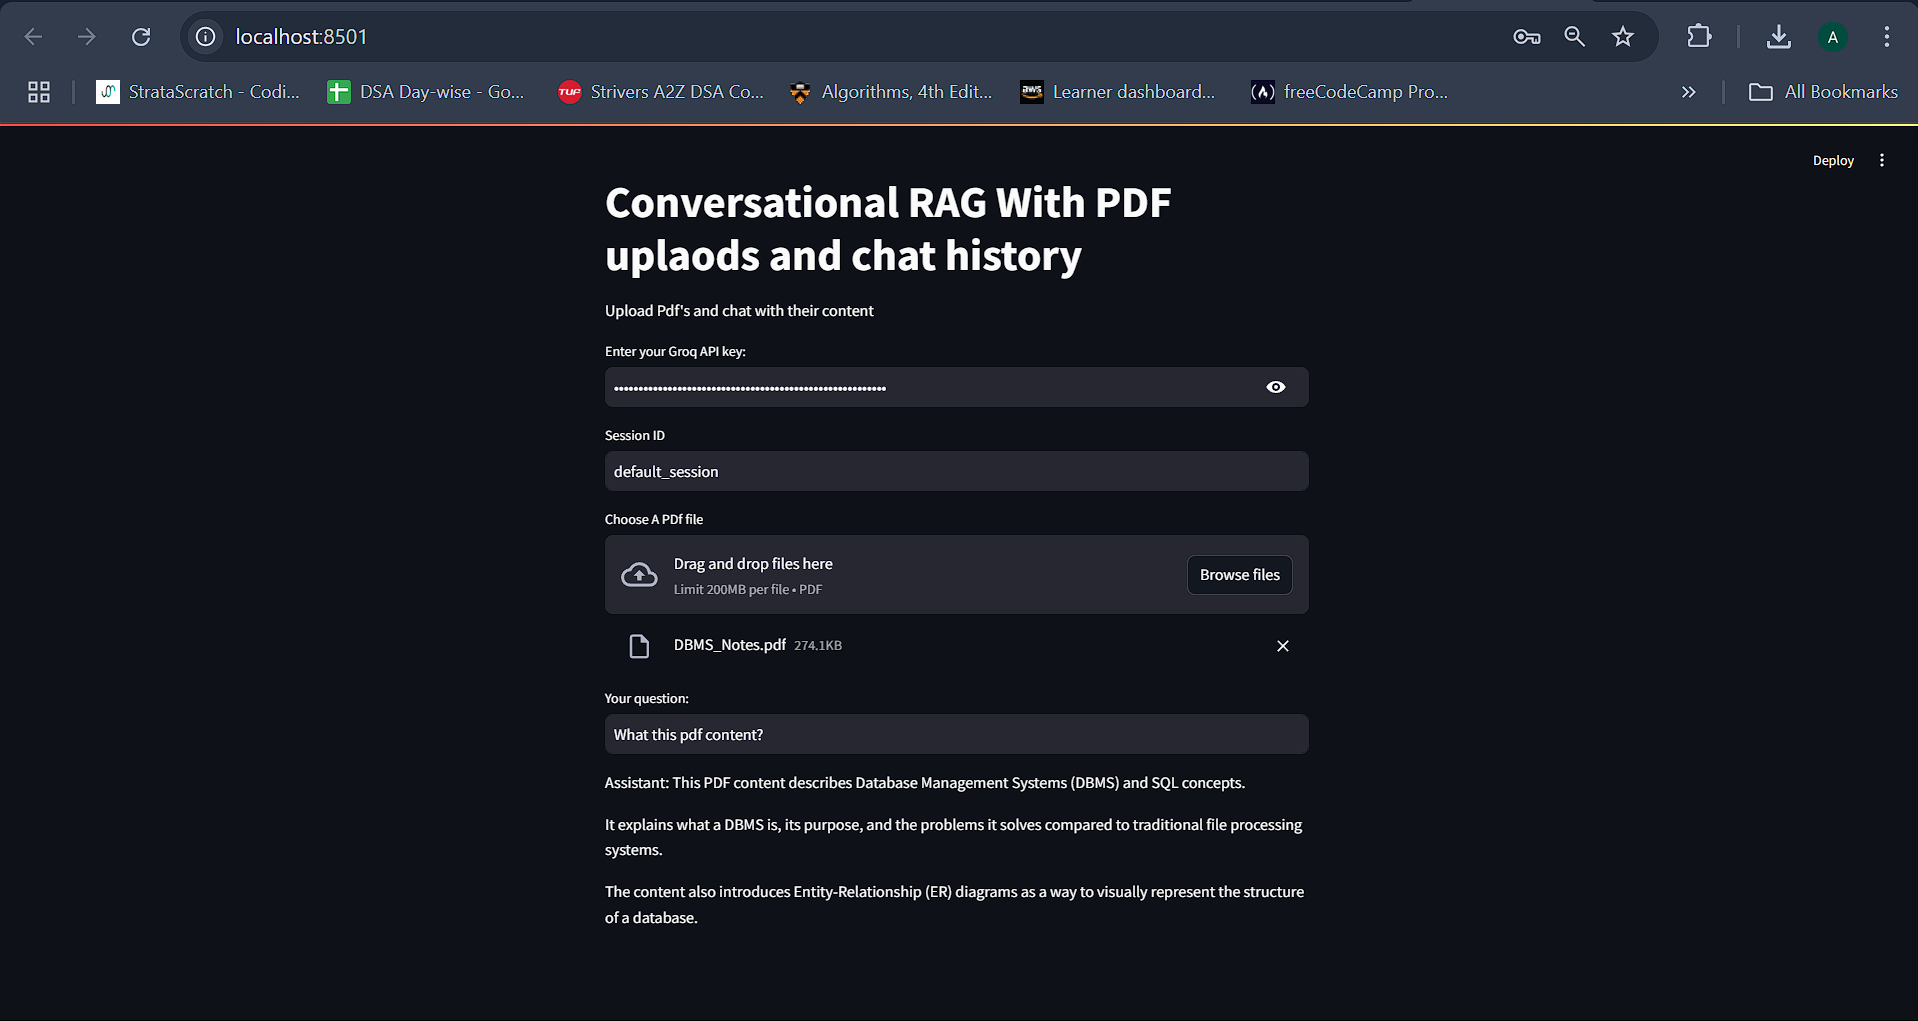 localhost:8501
A
StrataScratch - Codi...
DSA Day-wise - Go...
TUF
Strivers A2Z DSA Co...
Algorithms, 4th Edit...
aws
Learner dashboard...
(A) freeCodeCamp Pro...
»
All Bookmarks
Deploy
Conversational RAG With PDF
uplaods and chat history
Upload Pdf's and chat with their content
Enter your Groq API key:
Session ID
default_session
Choose A PDf file
Drag and drop files here
Limit 200MB per file • PDF
Browse files
DBMS_Notes.pdf 274.1KB
Your question:
What this pdf content?
Assistant: This PDF content describes Database Management Systems (DBMS) and SQL concepts.
It explains what a DBMS is, its purpose, and the problems it solves compared to traditional file processing
systems.
The content also introduces Entity-Relationship (ER) diagrams as a way to visually represent the structure
of a database.